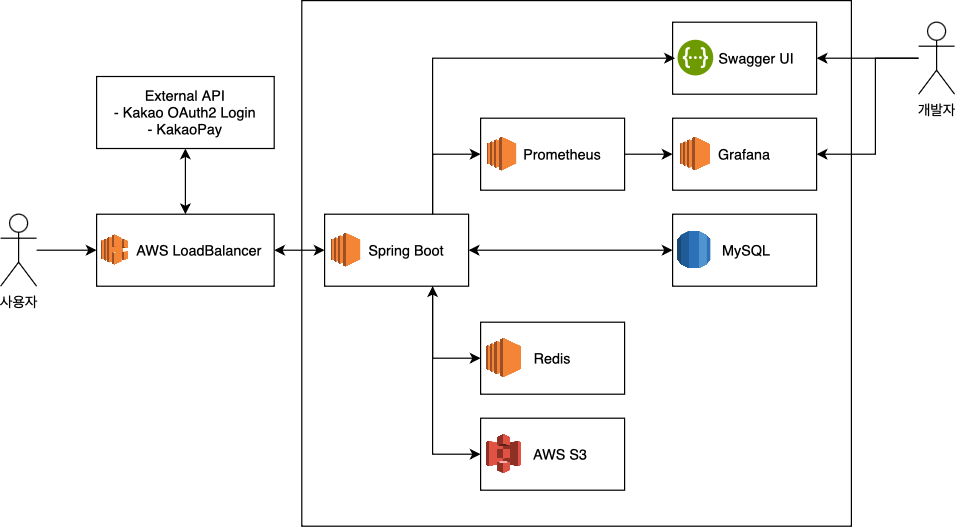 Swagger UI
개발자
External API
- Kakao OAuth2 Login
- KakaoPay
Prometheus
Grafana
사용자
AWS LoadBalancer
Spring Boot
MySQL
Redis
AWS S3